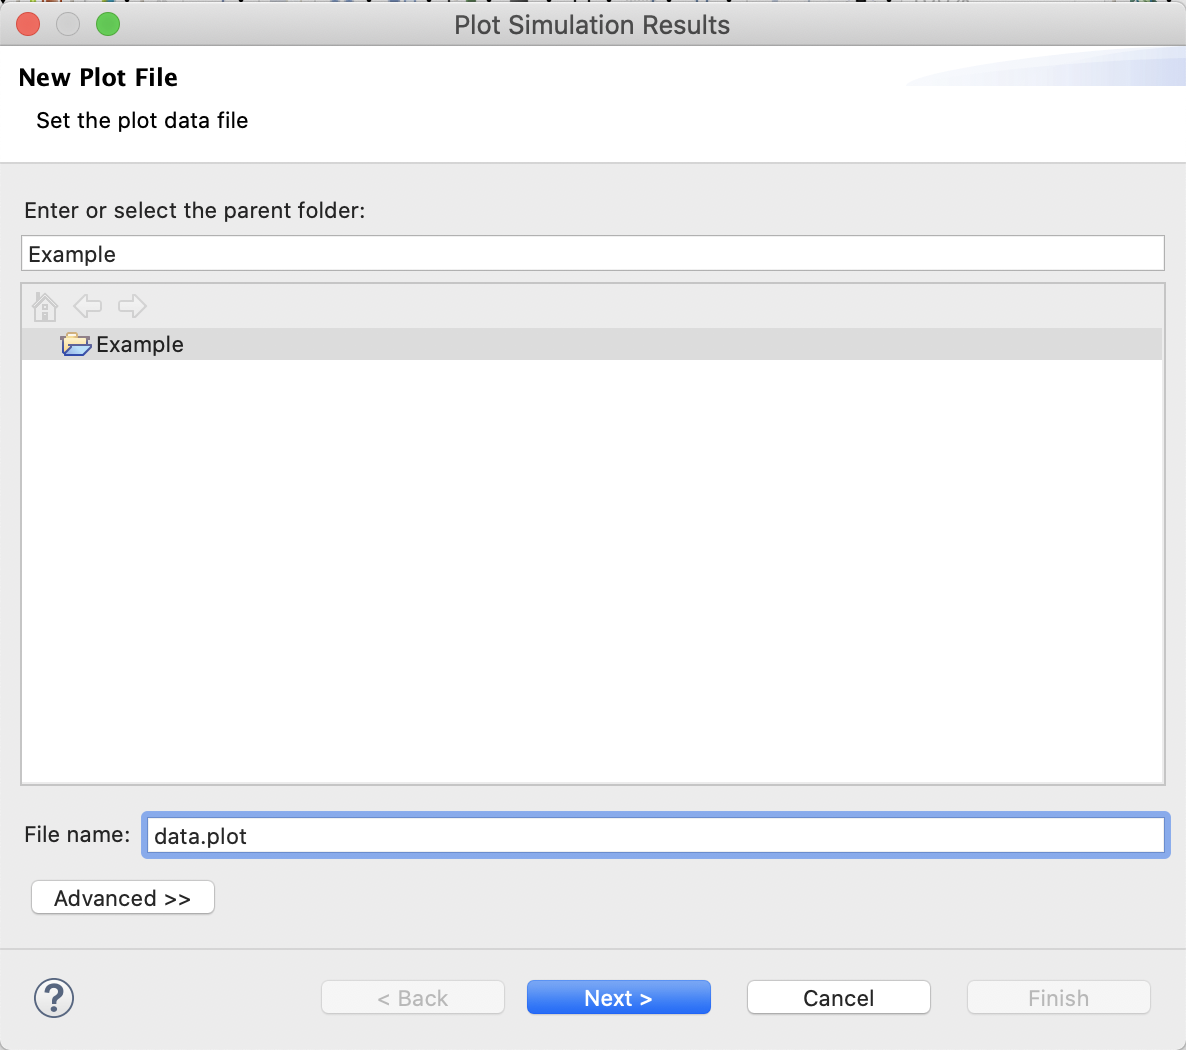 Plot Simulation Results
New Plot File
Set the plot data file
Enter or select the parent folder:
Example
Example
File name: data.plot
Advanced >>
? < Back Next > Cancel Finish